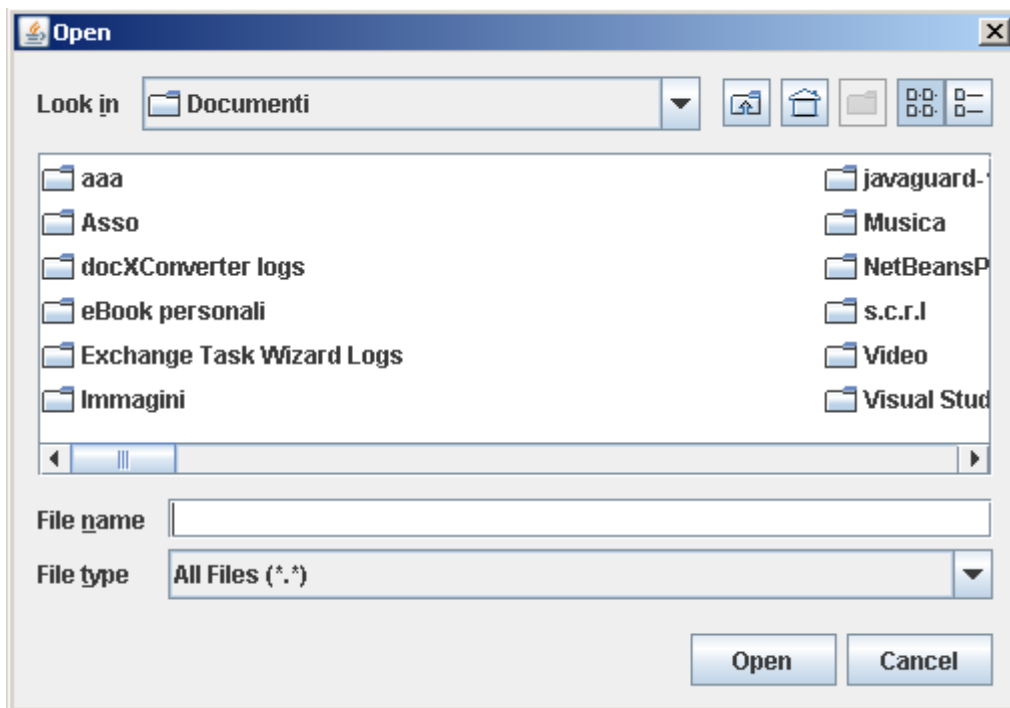 Open
Look in
Documenti
aaa
Asso
docXConverter logs
eBook personali
Exchange Task Wizard Logs
Immagini
javaguard-
Musica
NetBeansP
s.c.r.l
Video
Visual Stud
File name
File type
All Files (*.*)
Open
Cancel